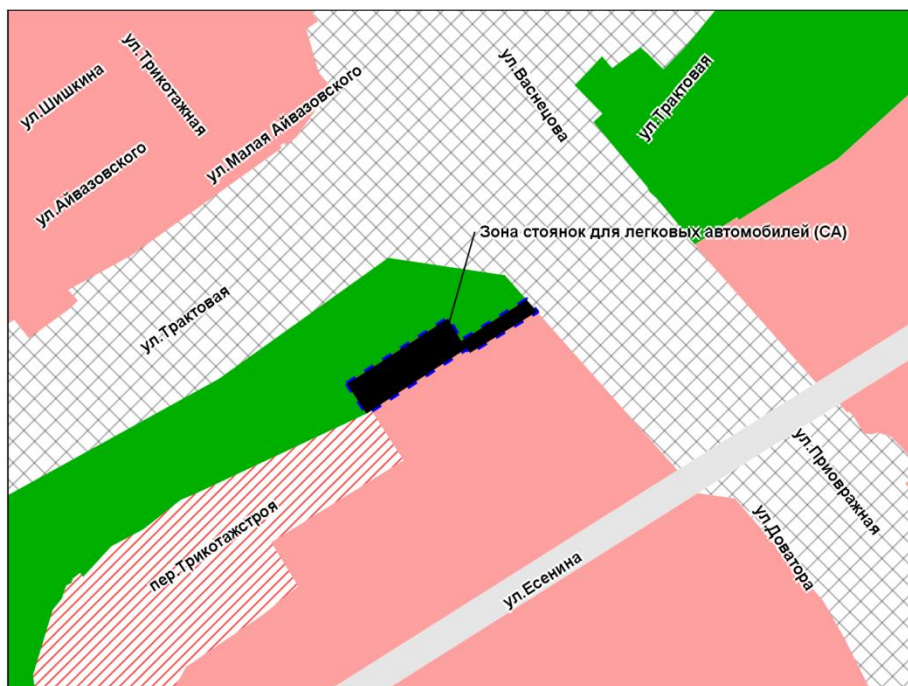 ул.Шишкина
ул.Трикотажная
ул.Васнецова
ул.Трактовая
ул.Малая Айвазовского
ул.Айвазовского
Зона стоянок для легковых автомобилей (СА)
ул.Трактовая
пер.Трикотажстроя
ул.Есенина
ул.Приовражная
ул.Доватора